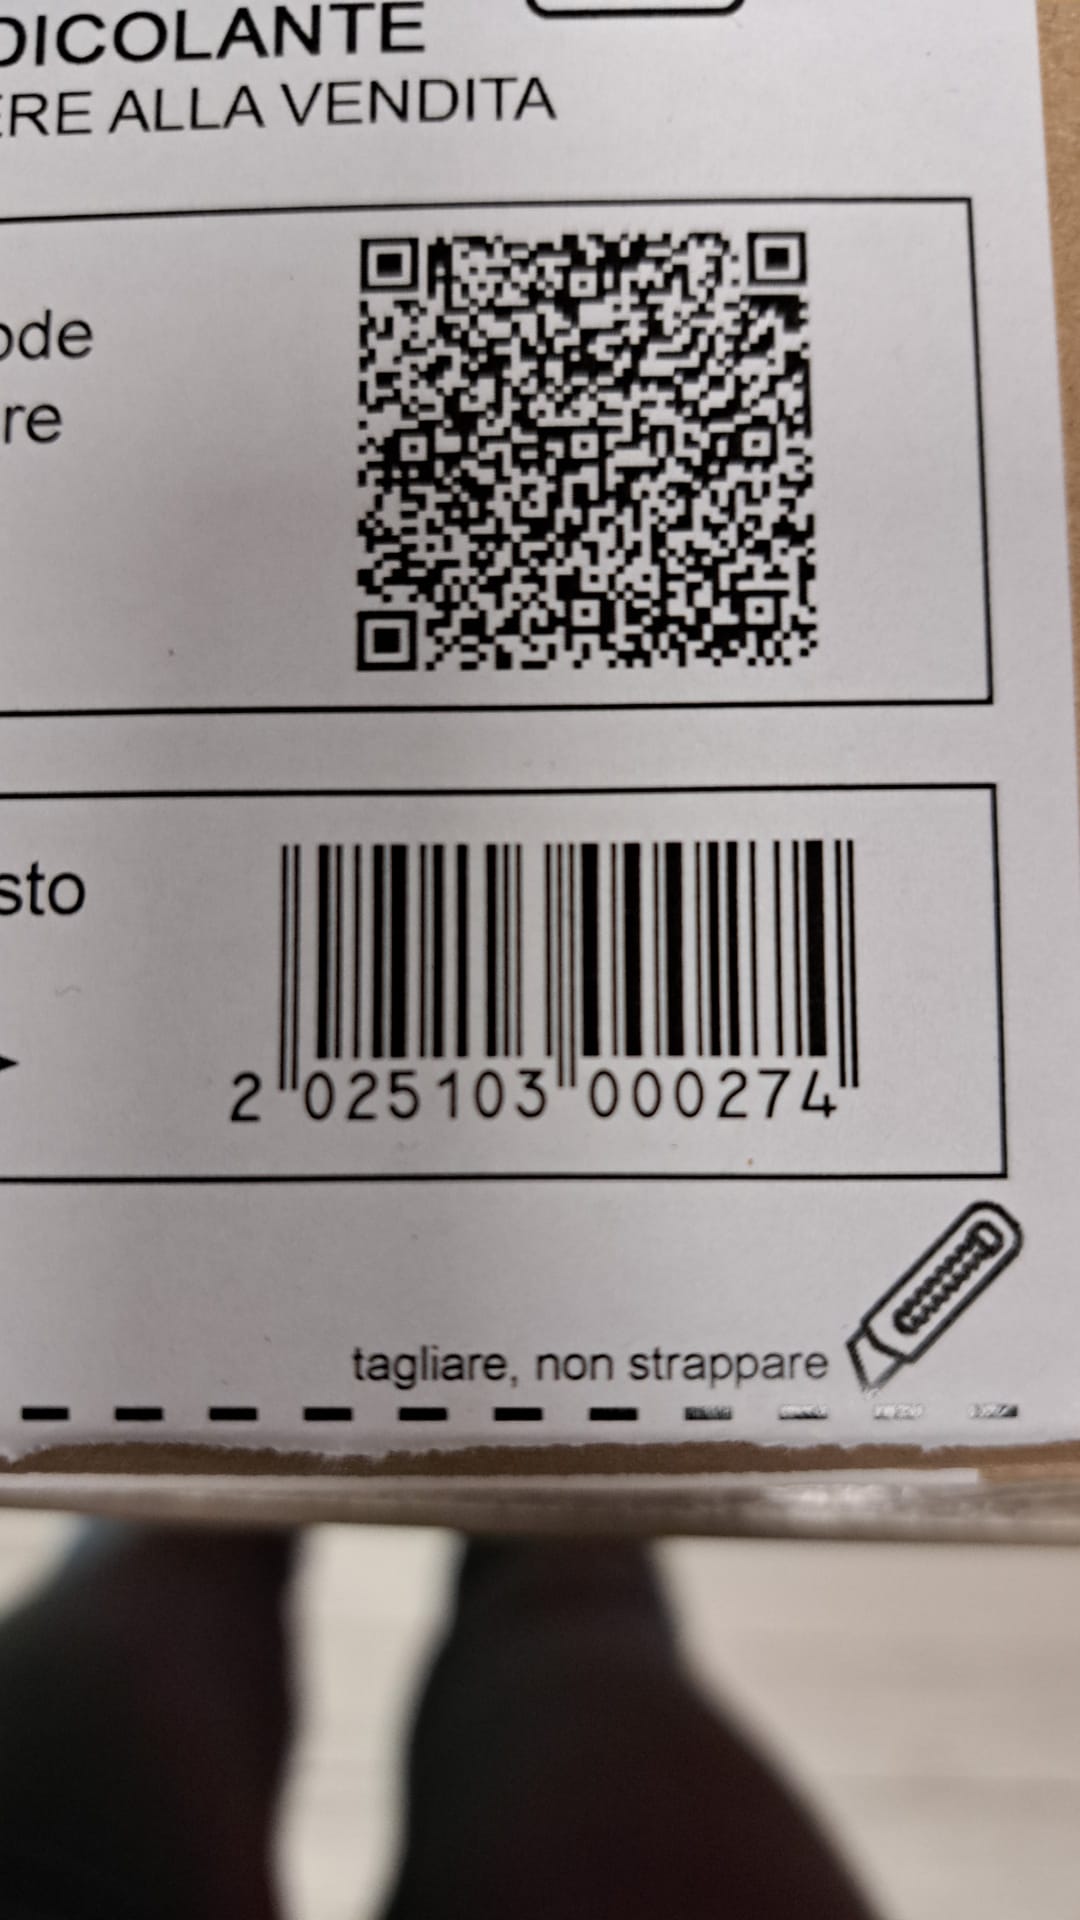 DICOLANTE
ERE ALLA VENDITA
ode
re
sto
2 025103 000274
tagliare, non strappare